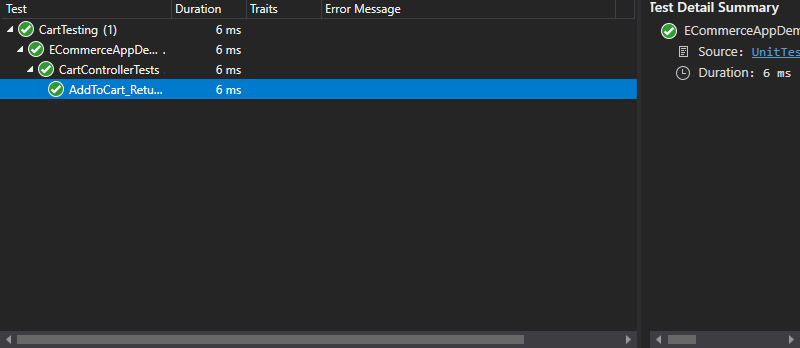 Test Duration Traits Error Message
CartTesting (1) 6 ms
ECommerceAppDe... . 6 ms
CartControllerTests 6 ms
AddToCart_Retu... 6 ms
Test Detail Summary
ECommerceAppDem
Source: UnitTes
Duration: 6 ms